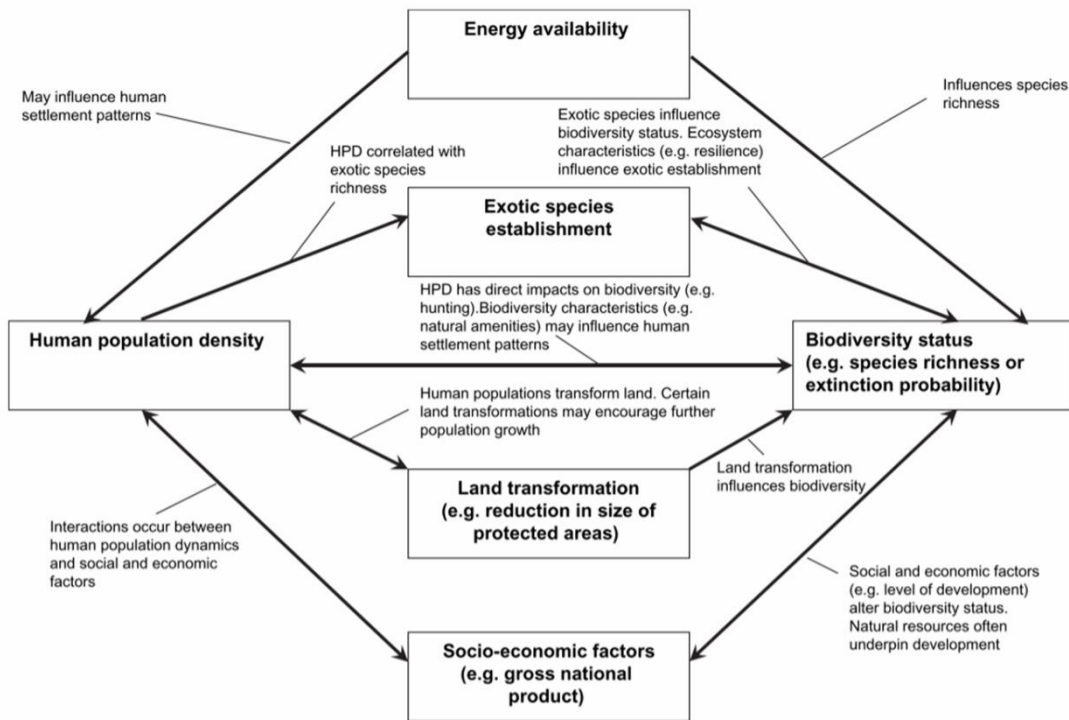 Energy availability
May influence human
settlement patterns
Influences species
richness
Exotic species influence
biodiversity status. Ecosystem
characteristics (e.g. resilience)
influence exotic establishment
HPD correlated with
exotic species
richness
Exotic species
establishment
HPD has direct impacts on biodiversity (e.g.
hunting).Biodiversity characteristics (e.g.
natural amenities) may influence human
settlement patterns
Human population density
Biodiversity status
(e.g. species richness or
extinction probability)
Human populations transform land. Certain
land transformations may encourage further
population growth
Land transformation
influences biodiversity
Land transformation
(e.g. reduction in size of
protected areas)
Interactions occur between
human population dynamics
and social and economic
factors
Social and economic factors
(e.g. level of development)
alter biodiversity status.
Natural resources often
underpin development
Socio-economic factors
(e.g. gross national
product)